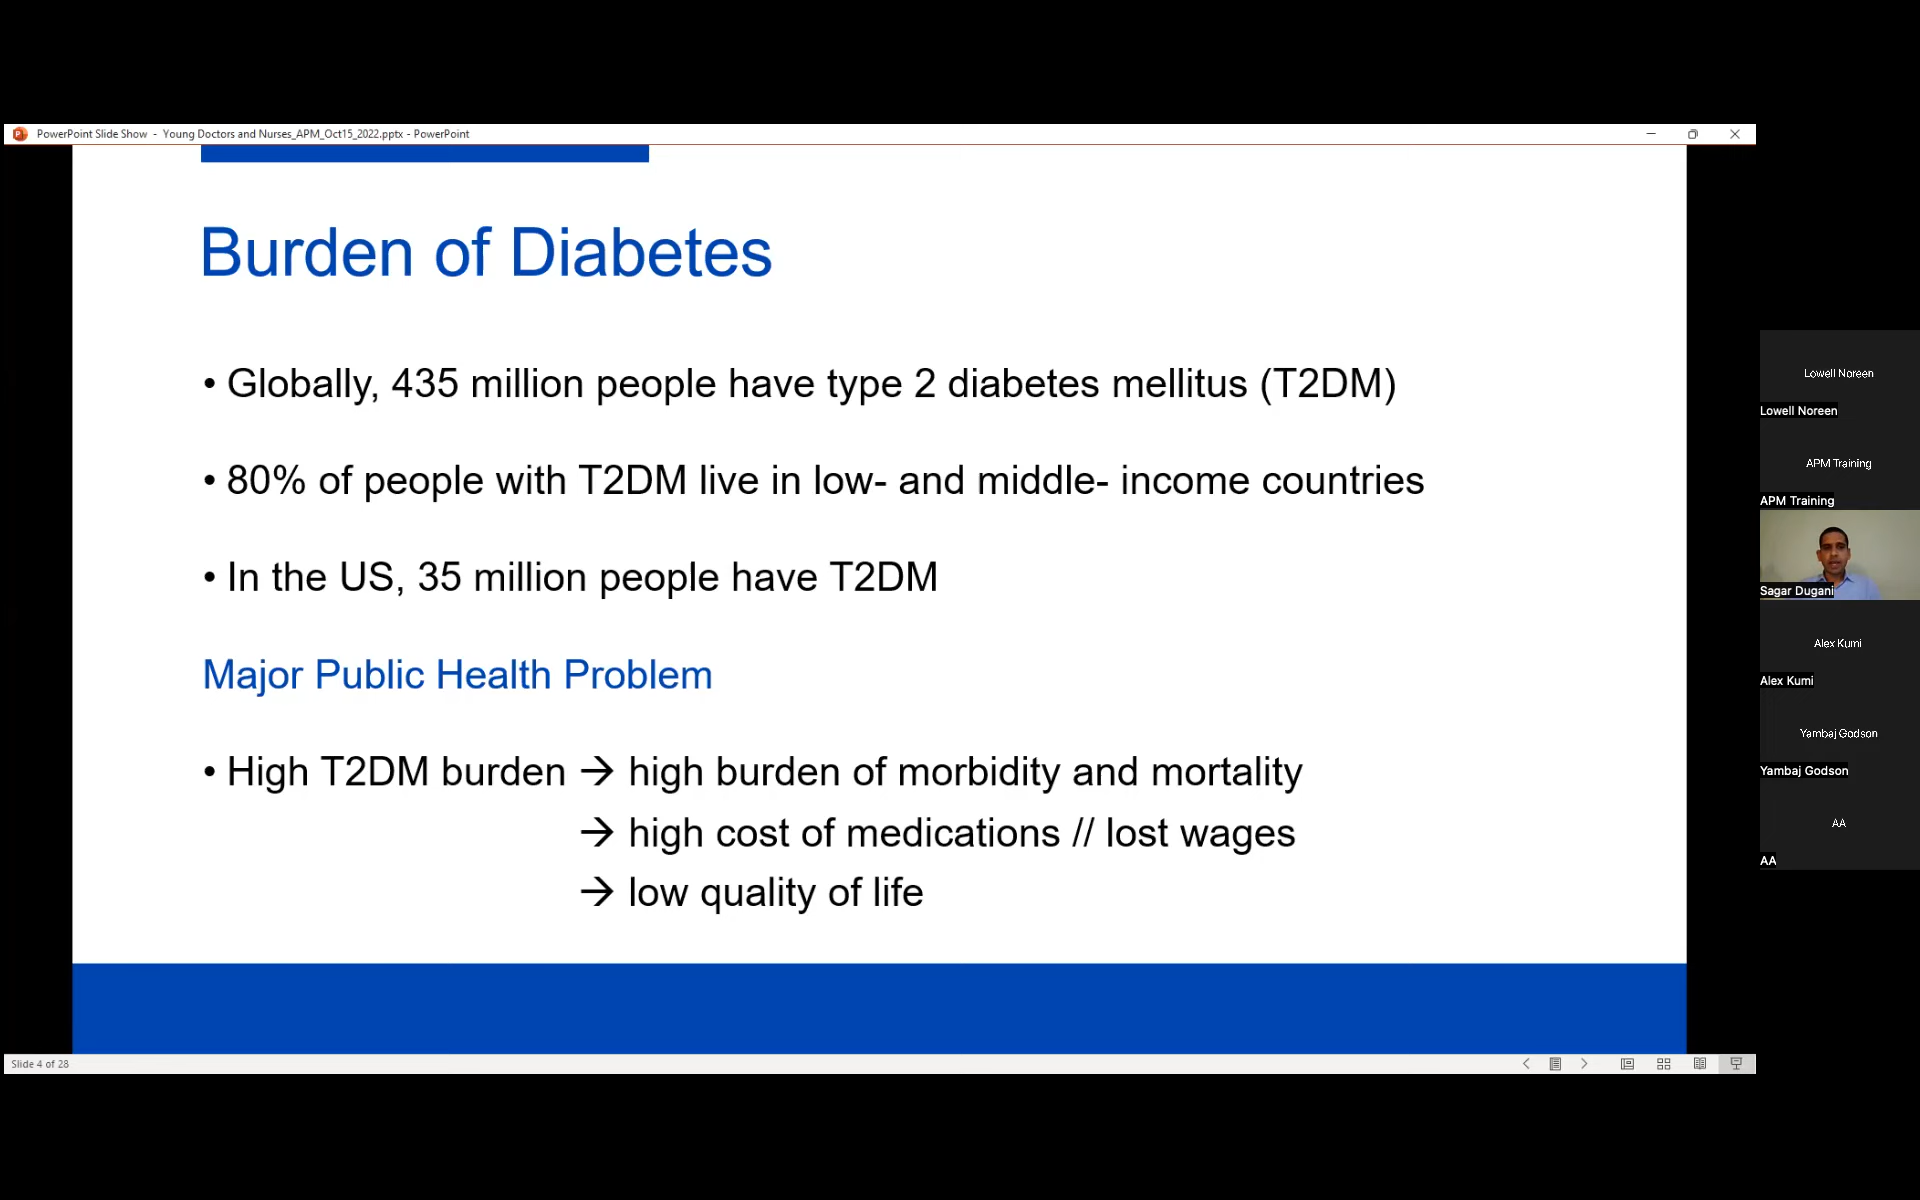 PowerPoint Slide Show - Young Doctors and Nurses_APM_Oct15_2022.pptx - PowerPoint
Burden of Diabetes
• Globally, 435 million people have type 2 diabetes mellitus (T2DM)
• 80% of people with T2DM live in low- and middle- income countries
• In the US, 35 million people have T2DM
Major Public Health Problem
• High T2DM burden → high burden of morbidity and mortality
→ high cost of medications // lost wages
→ low quality of life
Slide 4 of 28
Lowell Noreen
Lowell Noreen
APM Training
APM Training
Sagar Dugani
Alex Kumi
Alex Kumi
Yambaj Godson
Yambaj Godson
AA
AA